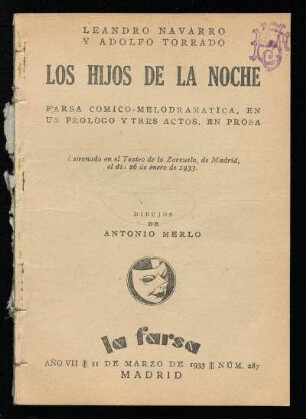 LEANDRO NAVARRO
Y ADOLFO TORRADO
LOS HIJOS DE LA NOCHE
FARSA COMICO-MELODRAMATICA, EN
UN PROLOGO Y TRES ACTOS, EN PROSA
Estrenada en el Teatro de la Zarzuela, de Madrid,
el día 26 de enero de 1933.
DIBUJOS
DE
ANTONIO MERLO
la farsa
AÑO VII || 11 DE MARZO DE 1933 || NÚM. 287
MADRID